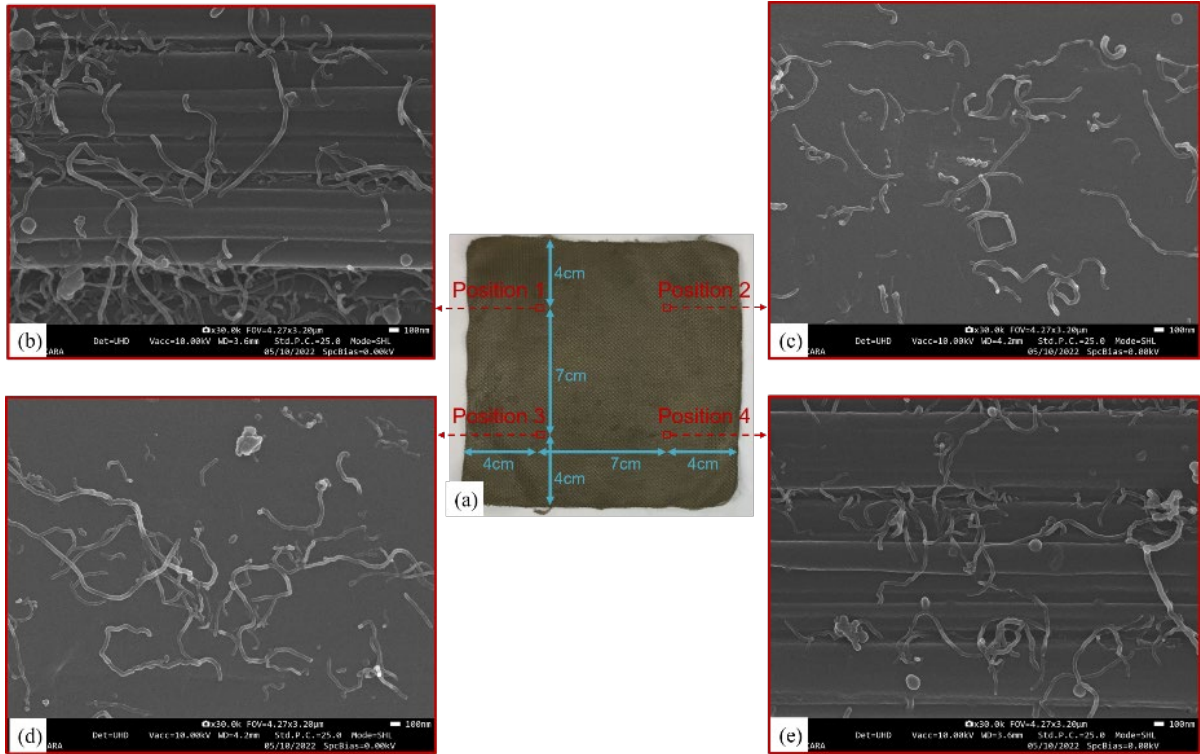 (b)
x30.0k FOV=4.27x3.20µm 100nm
Det=UHD Vacc=10.00kV WD=3.6mm Std.P.C.=25.0 Mode=SHL
CARA 05/10/2022 SpcBias=0.00kV
(c)
x30.0k FOV=4.27x3.20µm 100nm
Det=UHD Vacc=10.00kV WD=4.2mm Std.P.C.=25.0 Mode=SHL
ZARA 05/10/2022 SpcBias=0.00kV
4cm
Position 1
Position 2
7cm
Position 3
Position 4
4cm
7cm
4cm
4cm
(a)
(d)
x30.0k FOV=4.27x3.20µm 100nm
Det=UHD Vacc=10.00kV WD=4.2mm Std.P.C.=25.0 Mode=SHL
CARA 05/10/2022 SpcBias=0.00kV
(e)
x30.0k FOV=4.27x3.20µm 100nm
Det=UHD Vacc=10.00kV WD=3.6mm Std.P.C.=25.0 Mode=SHL
CARA 05/10/2022 SpcBias=0.00kV